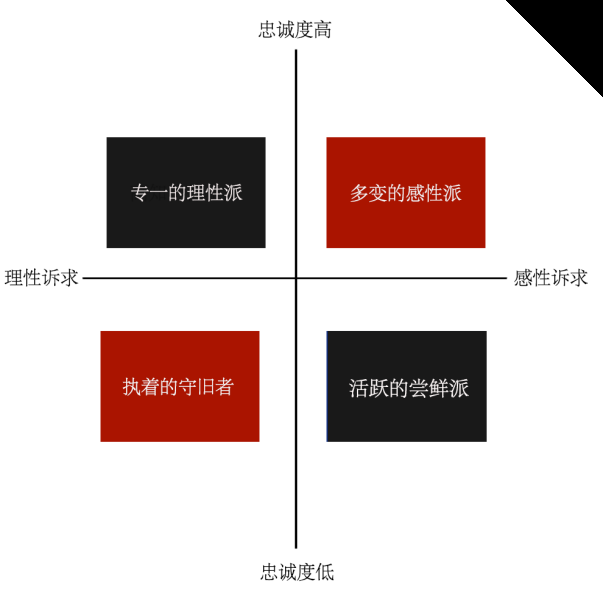 忠诚度高
专一的理性派
多变的感性派
理性诉求
感性诉求
执着的守旧者
活跃的尝鲜派
忠诚度低